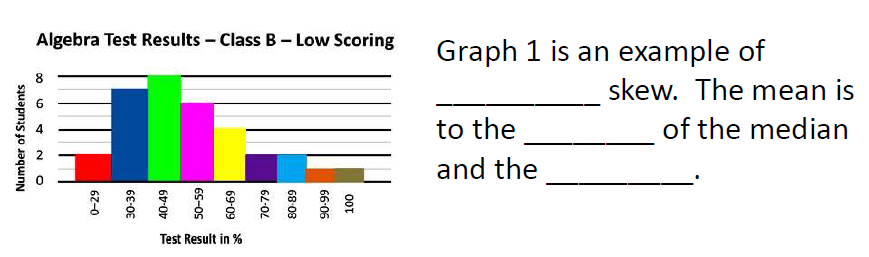 Algebra Test Results – Class B – Low Scoring
Number of Students
8
6
4
2
0
0–29
30-39
40-49
50–59
60-69
70-79
80-89
90-99
100
Test Result in %
Graph 1 is an example of
__________ skew. The mean is
to the ________ of the median
and the _________.